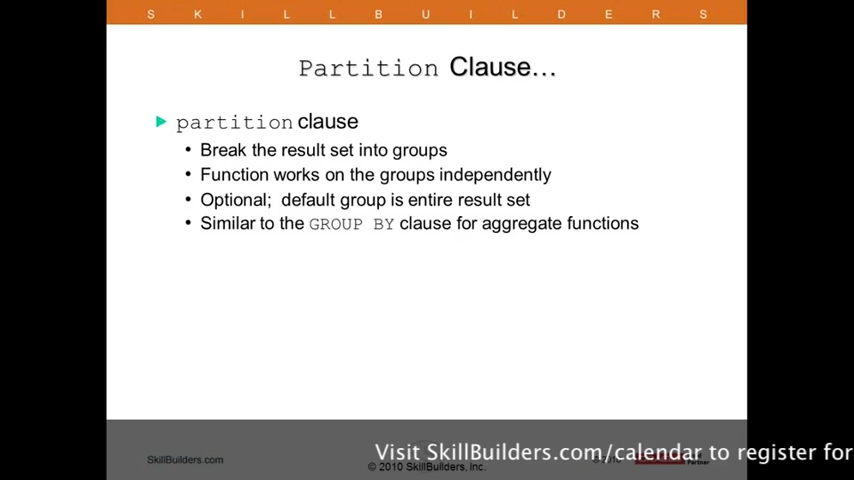 S K I L L B U I L D E R S
Partition Clause...
partition clause
• Break the result set into groups
• Function works on the groups independently
• Optional; default group is entire result set
• Similar to the GROUP BY clause for aggregate functions
Visit SkillBuilders.com/calendar to register for
SkillBuilders.com
© 2010 SkillBuilders, Inc.
© 2010
Partner